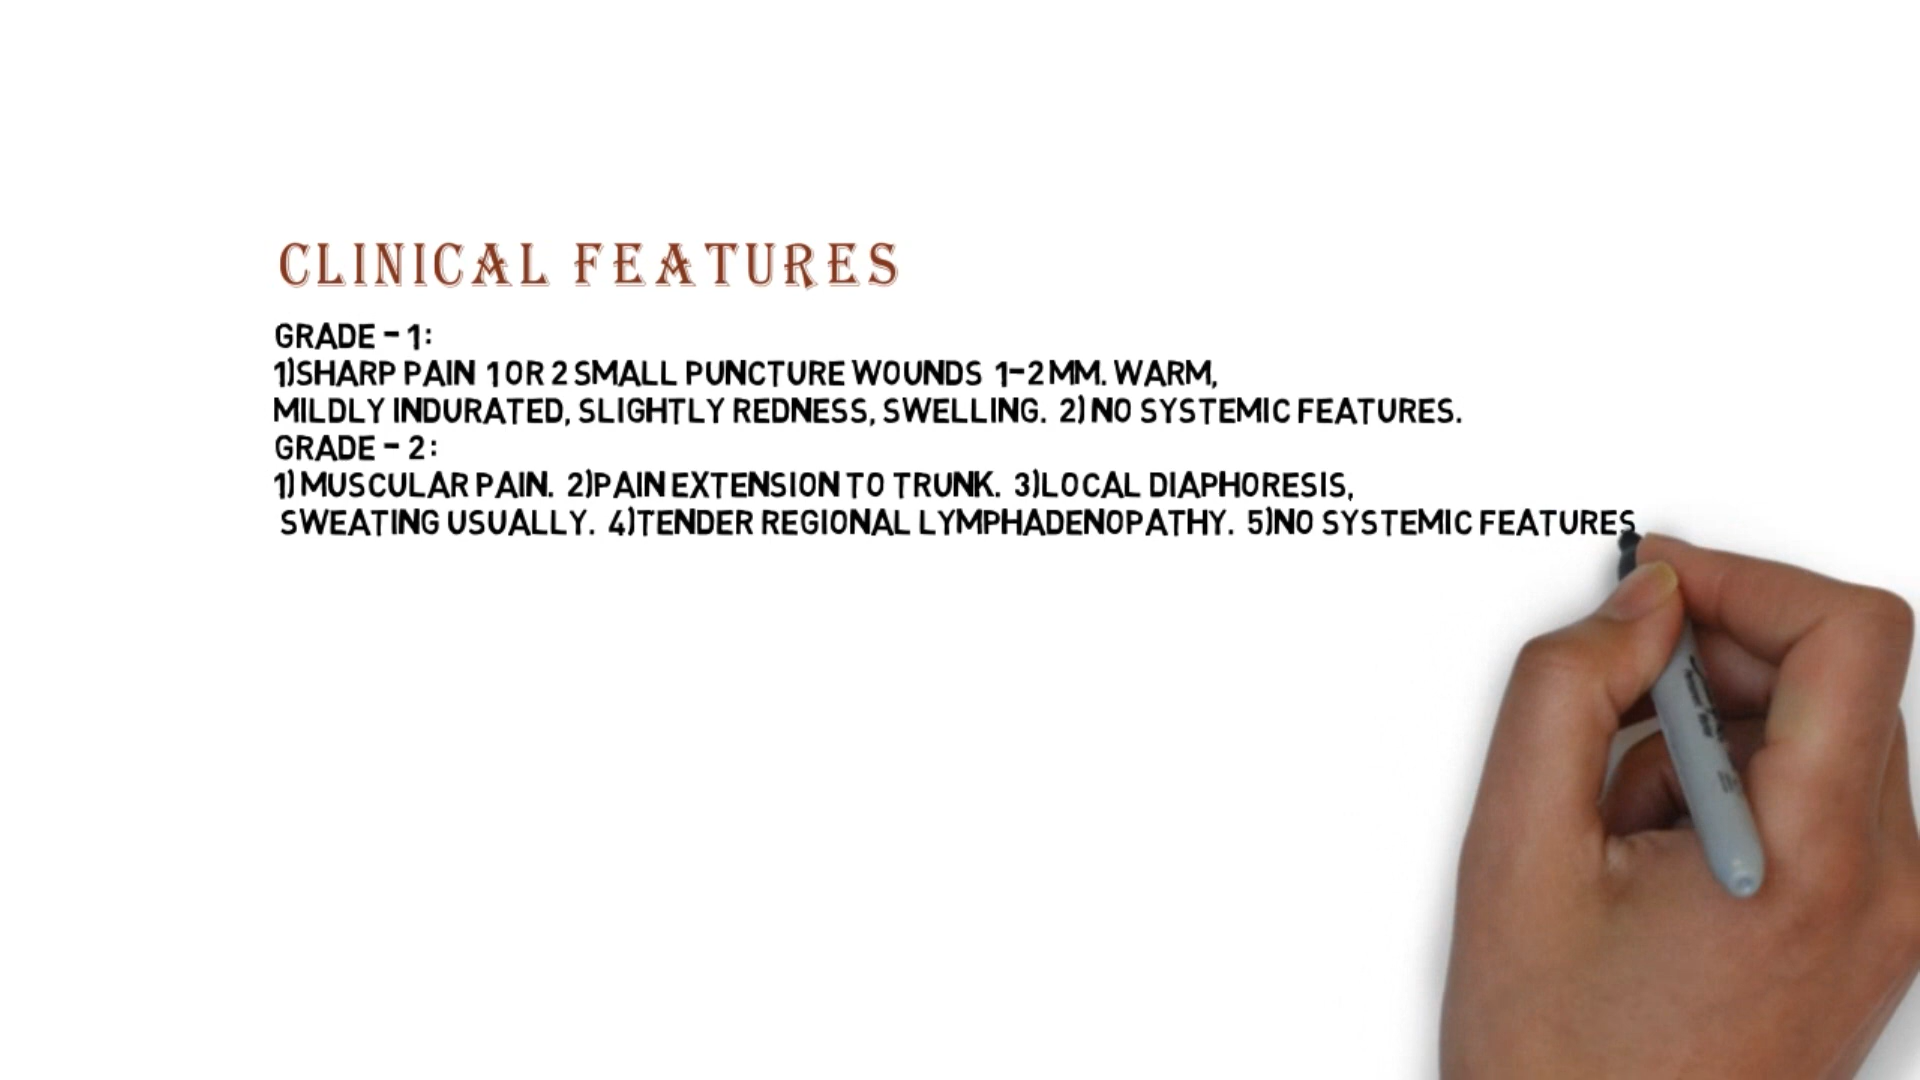 CLINICAL FEATURES
GRADE - 1:
1)SHARP PAIN 1 OR 2 SMALL PUNCTURE WOUNDS 1-2 MM. WARM,
MILDLY INDURATED, SLIGHTLY REDNESS, SWELLING. 2) NO SYSTEMIC FEATURES.
GRADE - 2:
1) MUSCULAR PAIN. 2)PAIN EXTENSION TO TRUNK. 3)LOCAL DIAPHORESIS,
SWEATING USUALLY. 4)TENDER REGIONAL LYMPHADENOPATHY. 5)NO SYSTEMIC FEATURES